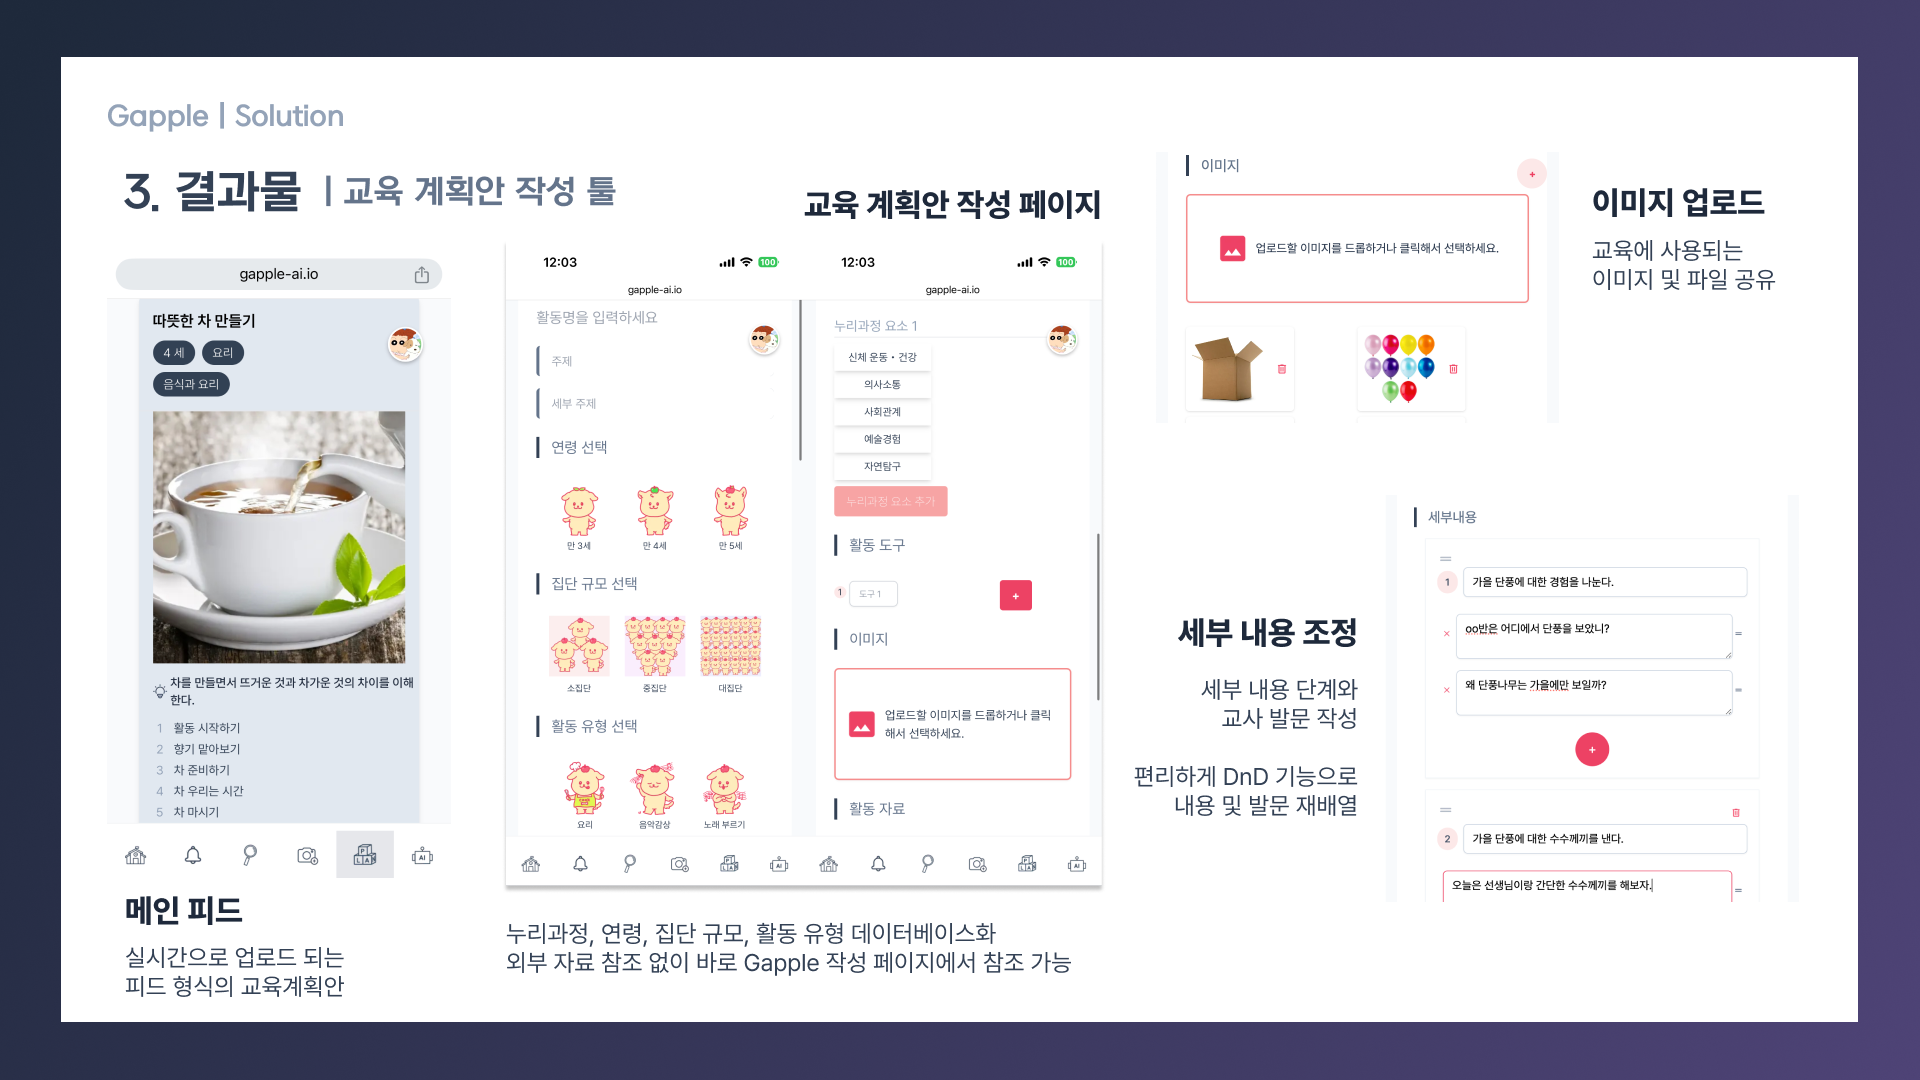 Gapple | Solution
3. 결과물 | 교육 계획안 작성 툴
gapple-ai.io
따뜻한 차 만들기
4 세
요리
음식과 요리
차를 만들면서 뜨거운 것과 차가운 것의 차이를 이해
한다.
1 활동 시작하기
2 향기 맡아보기
3 차 준비하기
4 차 우리는 시간
5 차 마시기
PLAY
AI
메인 피드
실시간으로 업로드 되는
피드 형식의 교육계획안
교육 계획안 작성 페이지
12:03
100
gapple-ai.io
활동명을 입력하세요
주제
세부 주제
연령 선택
만 3세
만 4세
만 5세
집단 규모 선택
소집단
중집단
대집단
활동 유형 선택
요리
음악감상
노래 부르기
AI
12:03
100
gapple-ai.io
누리과정 요소 1
신체 운동 • 건강
의사소통
사회관계
예술경험
자연탐구
누리과정 요소 추가
활동 도구
1 도구 1
+
이미지
업로드할 이미지를 드롭하거나 클릭
해서 선택하세요.
활동 자료
AI
누리과정, 연령, 집단 규모, 활동 유형 데이터베이스화
외부 자료 참조 없이 바로 Gapple 작성 페이지에서 참조 가능
이미지
+
업로드할 이미지를 드롭하거나 클릭해서 선택하세요.
이미지 업로드
교육에 사용되는
이미지 및 파일 공유
세부 내용 조정
세부 내용 단계와
교사 발문 작성
편리하게 DnD 기능으로
내용 및 발문 재배열
세부내용
1 가을 단풍에 대한 경험을 나눈다.
× oo반은 어디에서 단풍을 보았니? =
× 왜 단풍나무는 가을에만 보일까? =
+
2 가을 단풍에 대한 수수께끼를 낸다.
오늘은 선생님이랑 간단한 수수께끼를 해보자. =